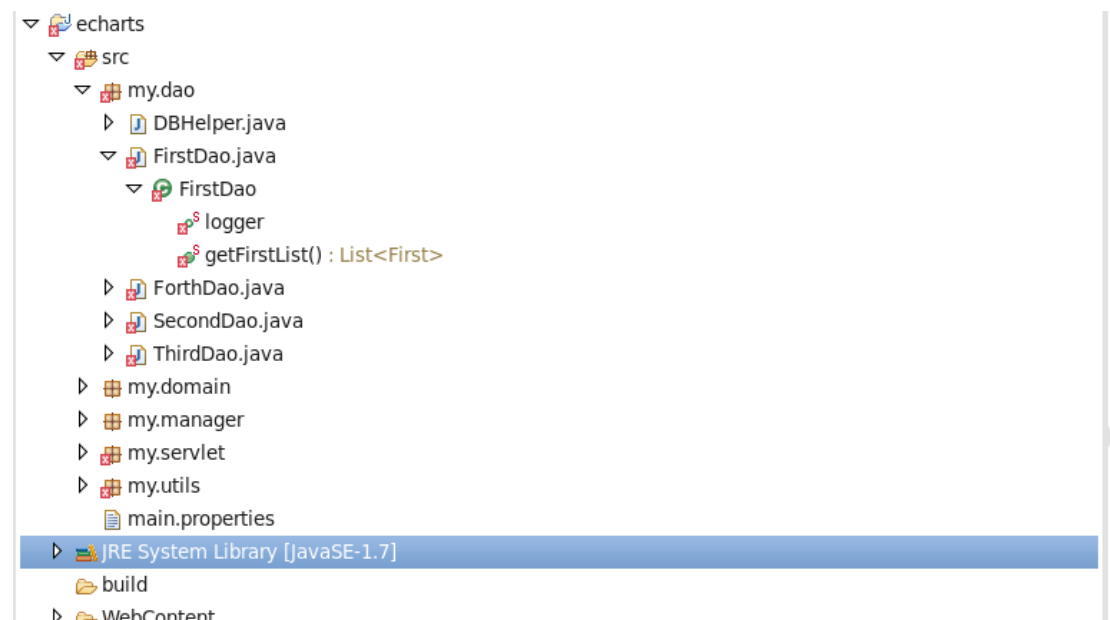 echarts
src
my.dao
DBHelper.java
FirstDao.java
FirstDao
logger
getFirstList() : List<First>
ForthDao.java
SecondDao.java
ThirdDao.java
my.domain
my.manager
my.servlet
my.utils
main.properties
JRE System Library [JavaSE-1.7]
build
WebContent